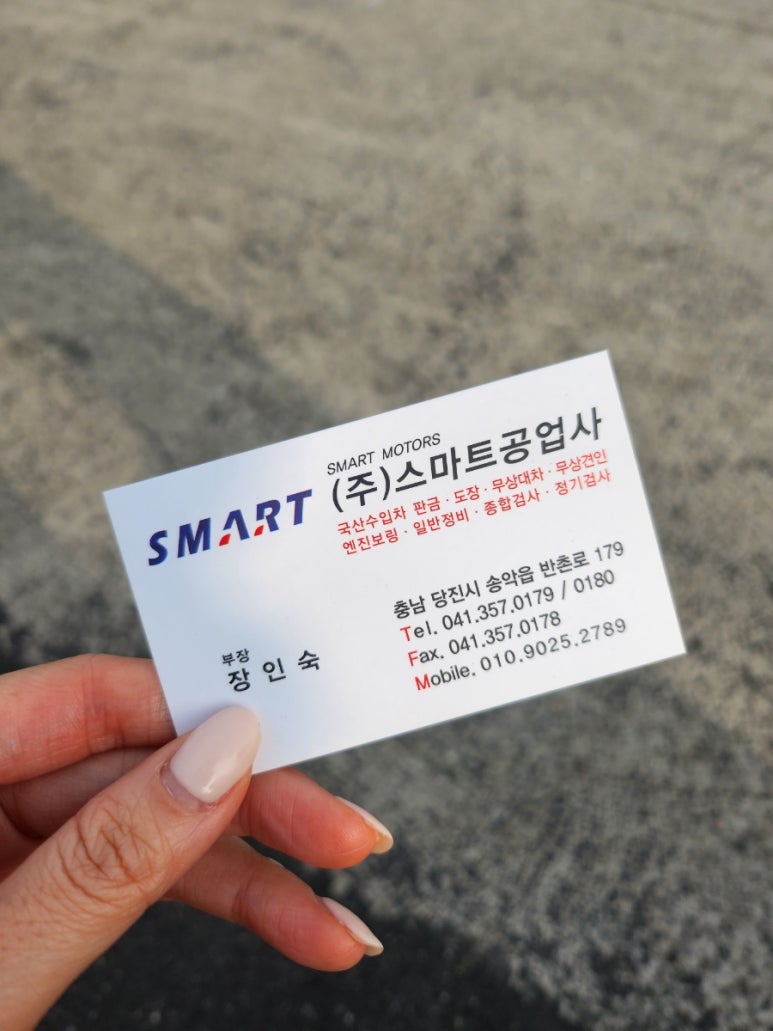 SMART
SMART MOTORS
(주)스마트공업사
국산수입차 판금 · 도장 · 무상대차 · 무상견인
엔진보링 · 일반정비 · 종합검사 · 정기검사
부장
장 인 숙
충남 당진시 송악읍 반촌로 179
Tel. 041.357.0179 / 0180
Fax. 041.357.0178
Mobile. 010.9025.2789